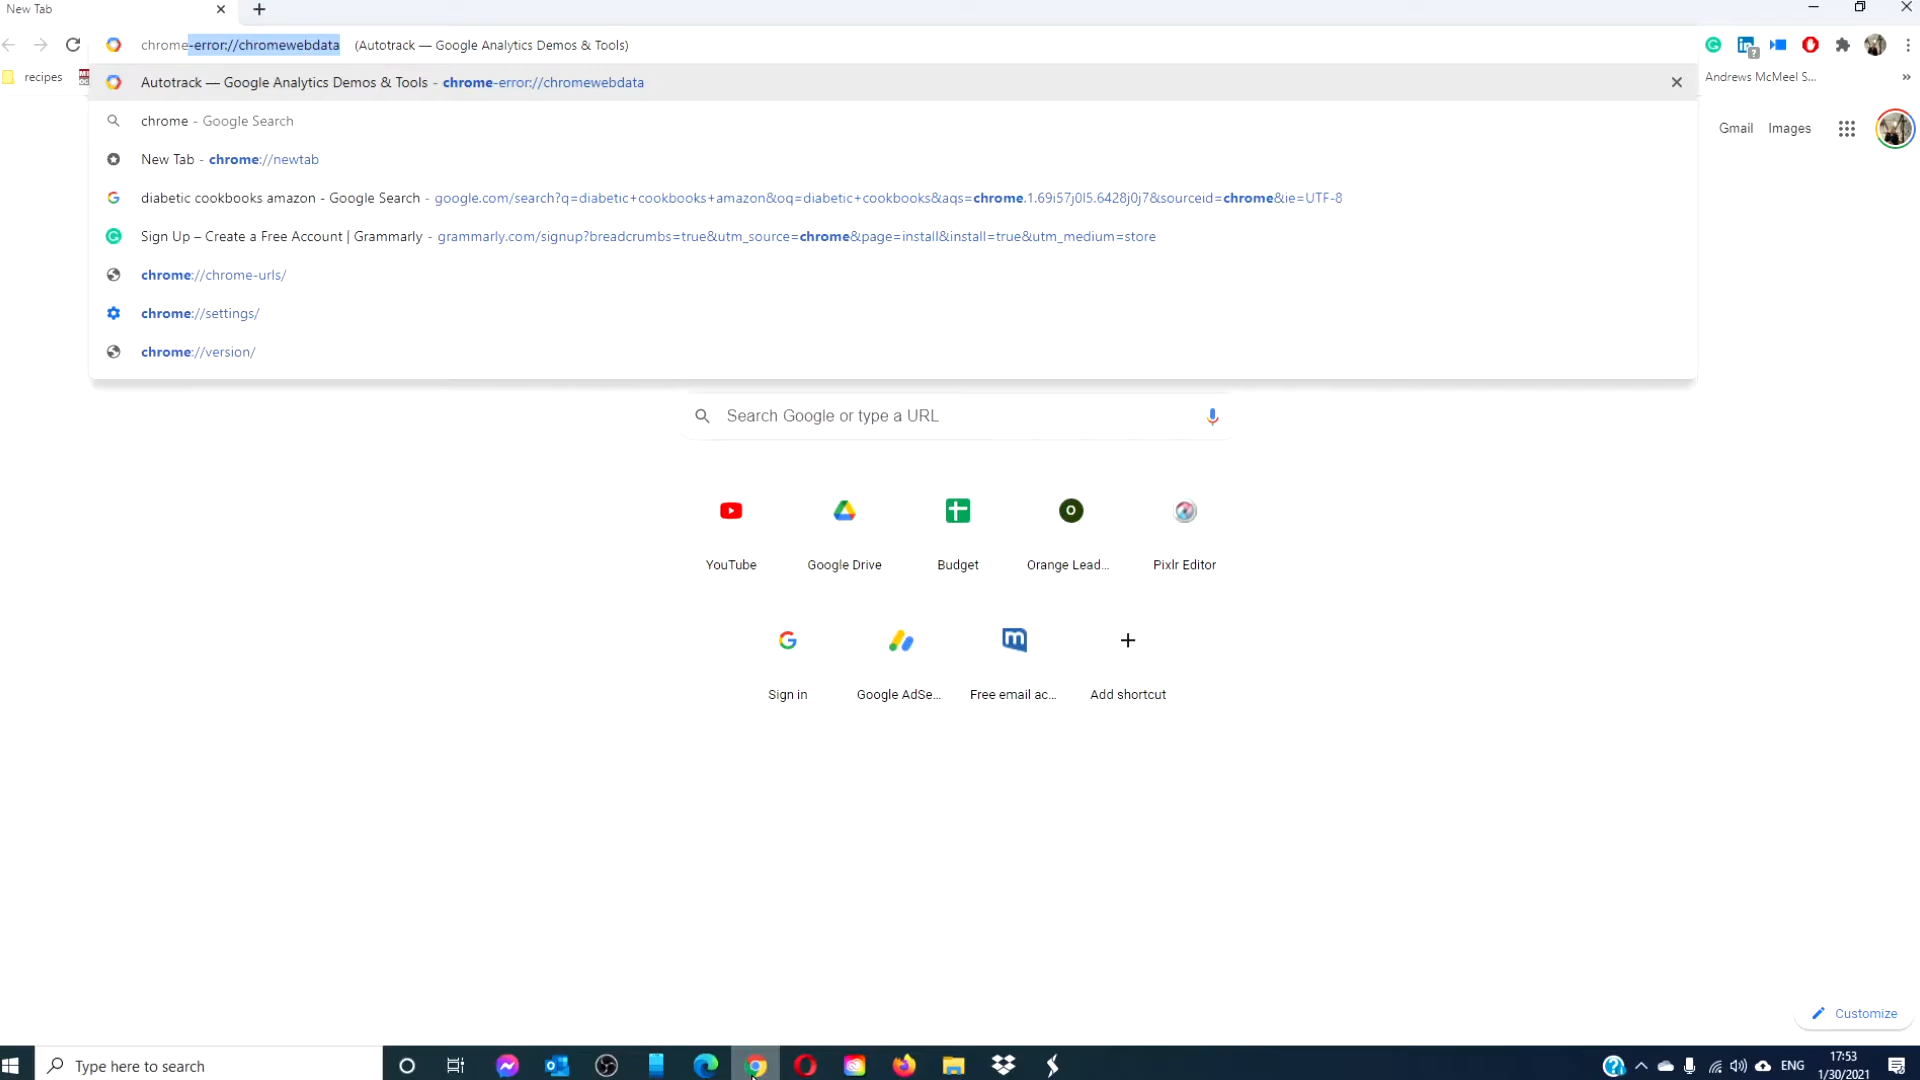 New Tab
chrome-error://chromewebdata (Autotrack — Google Analytics Demos & Tools)
recipes
Andrews McMeel S...
»
Autotrack — Google Analytics Demos & Tools - chrome-error://chromewebdata
chrome - Google Search
Gmail Images
New Tab - chrome://newtab
diabetic cookbooks amazon - Google Search - google.com/search?q=diabetic+cookbooks+amazon&oq=diabetic+cookbooks&aqs=chrome.1.69i57j0l5.6428j0j7&sourceid=chrome&ie=UTF-8
Sign Up – Create a Free Account | Grammarly - grammarly.com/signup?breadcrumbs=true&utm_source=chrome&page=install&install=true&utm_medium=store
chrome://chrome-urls/
chrome://settings/
chrome://version/
Search Google or type a URL
YouTube Google Drive Budget Orange Lead... Pixlr Editor
Sign in Google AdSe... Free email ac... Add shortcut
Customize
Type here to search
ENG
17:53
1/30/2021